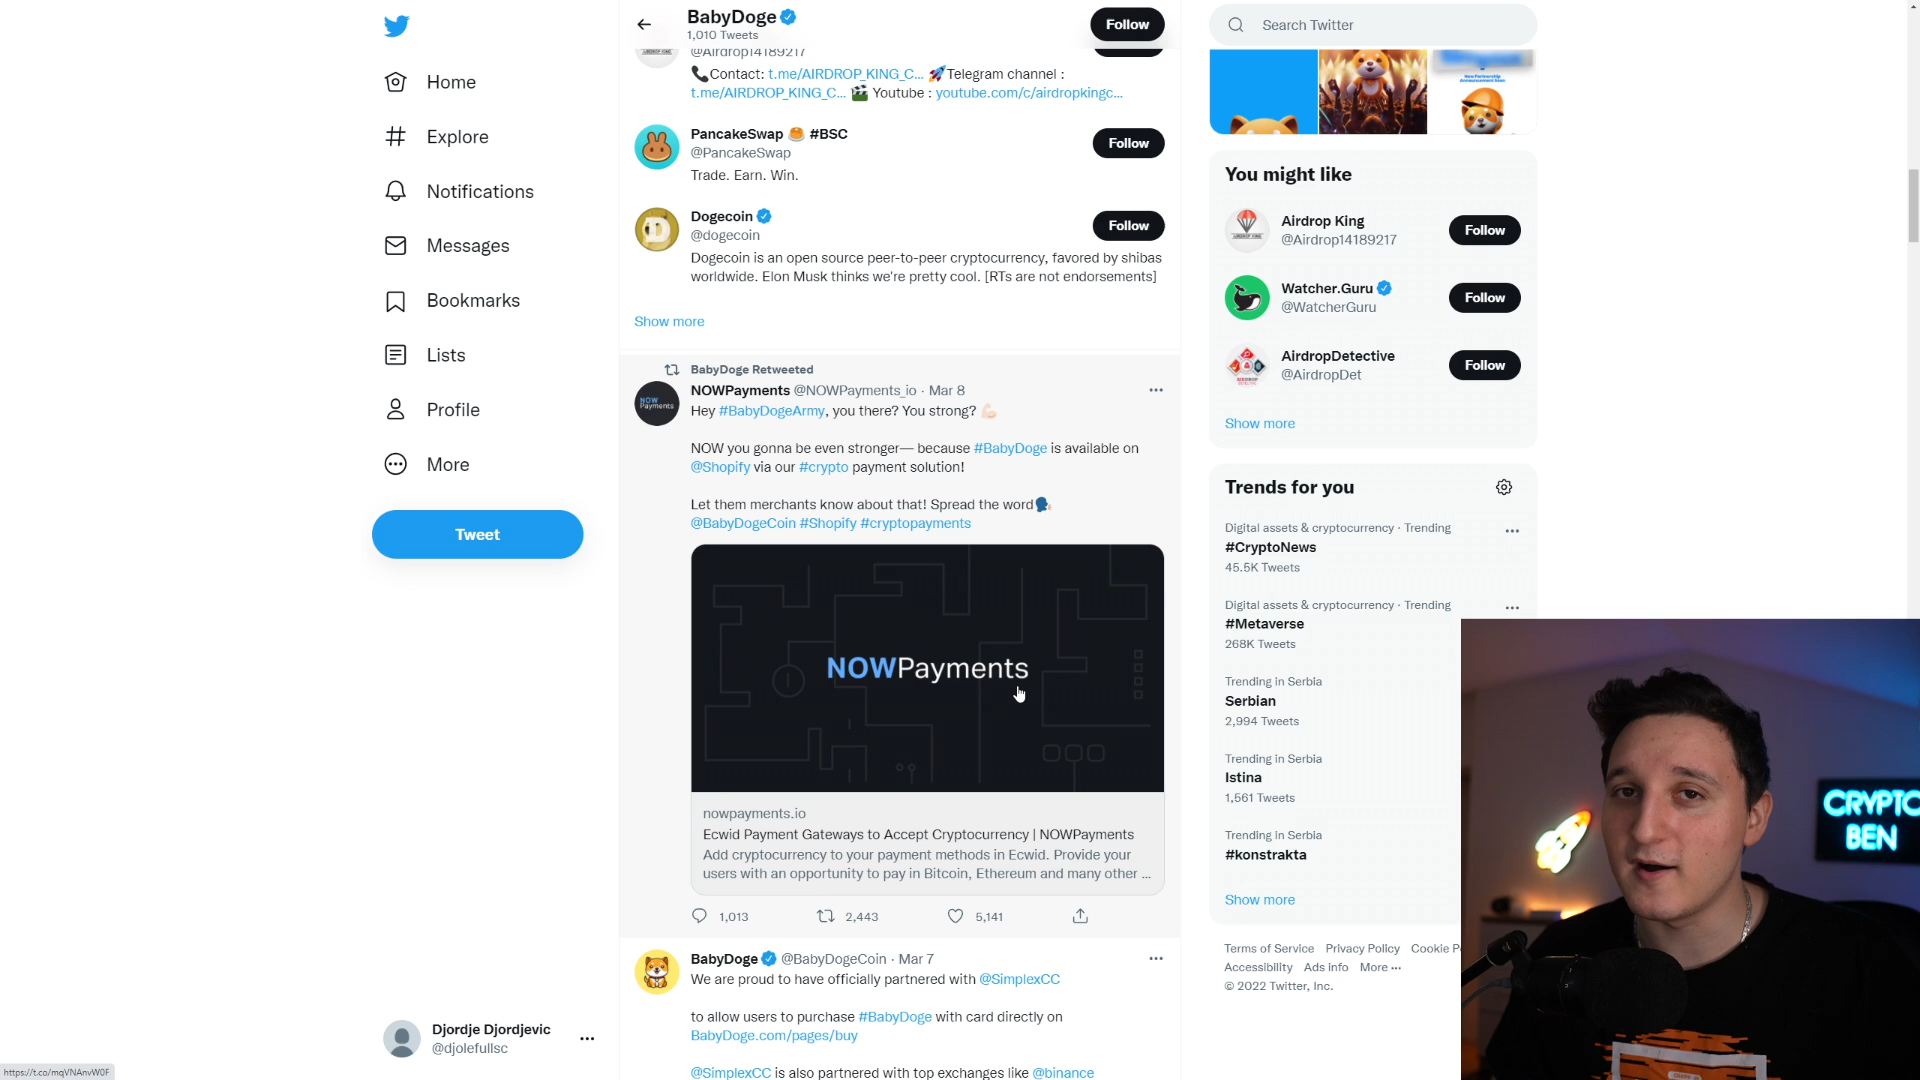 BabyDoge
1,010 Tweets
Follow
Search Twitter
Home
Explore
Notifications
Messages
Bookmarks
Lists
Profile
More
Tweet
Djordje Djordjevic
@djolefullsc
https://t.co/mqVNAnvW0F
@Airdrop14189217
📞Contact: t.me/AIRDROP_KING_C... 🚀Telegram channel :
t.me/AIRDROP_KING_C... 🎬 Youtube : youtube.com/c/airdropkingc...
PancakeSwap 🥞 #BSC
@PancakeSwap
Follow
Trade. Earn. Win.
Dogecoin
@dogecoin
Follow
Dogecoin is an open source peer-to-peer cryptocurrency, favored by shibas
worldwide. Elon Musk thinks we're pretty cool. [RTs are not endorsements]
Show more
BabyDoge Retweeted
NOWPayments @NOWPayments_io · Mar 8
NOW
Payments
Hey #BabyDogeArmy, you there? You strong? 💪🏻
NOW you gonna be even stronger— because #BabyDoge is available on
@Shopify via our #crypto payment solution!
Let them merchants know about that! Spread the word🗣
@BabyDogeCoin #Shopify #cryptopayments
NOWPayments
nowpayments.io
Ecwid Payment Gateways to Accept Cryptocurrency | NOWPayments
Add cryptocurrency to your payment methods in Ecwid. Provide your
users with an opportunity to pay in Bitcoin, Ethereum and many other ...
1,013
2,443
5,141
BabyDoge @BabyDogeCoin · Mar 7
We are proud to have officially partnered with @SimplexCC
to allow users to purchase #BabyDoge with card directly on
BabyDoge.com/pages/buy
@SimplexCC is also partnered with top exchanges like @binance
You might like
Airdrop King
@Airdrop14189217
Follow
Watcher.Guru
@WatcherGuru
Follow
AirdropDetective
@AirdropDet
Follow
Show more
Trends for you
Digital assets & cryptocurrency · Trending
#CryptoNews
45.5K Tweets
Digital assets & cryptocurrency · Trending
#Metaverse
268K Tweets
Trending in Serbia
Serbian
2,994 Tweets
Trending in Serbia
Istina
1,561 Tweets
Trending in Serbia
#konstrakta
Show more
Terms of Service Privacy Policy Cookie P
Accessibility Ads info More ···
© 2022 Twitter, Inc.
CRYPTO
BEN